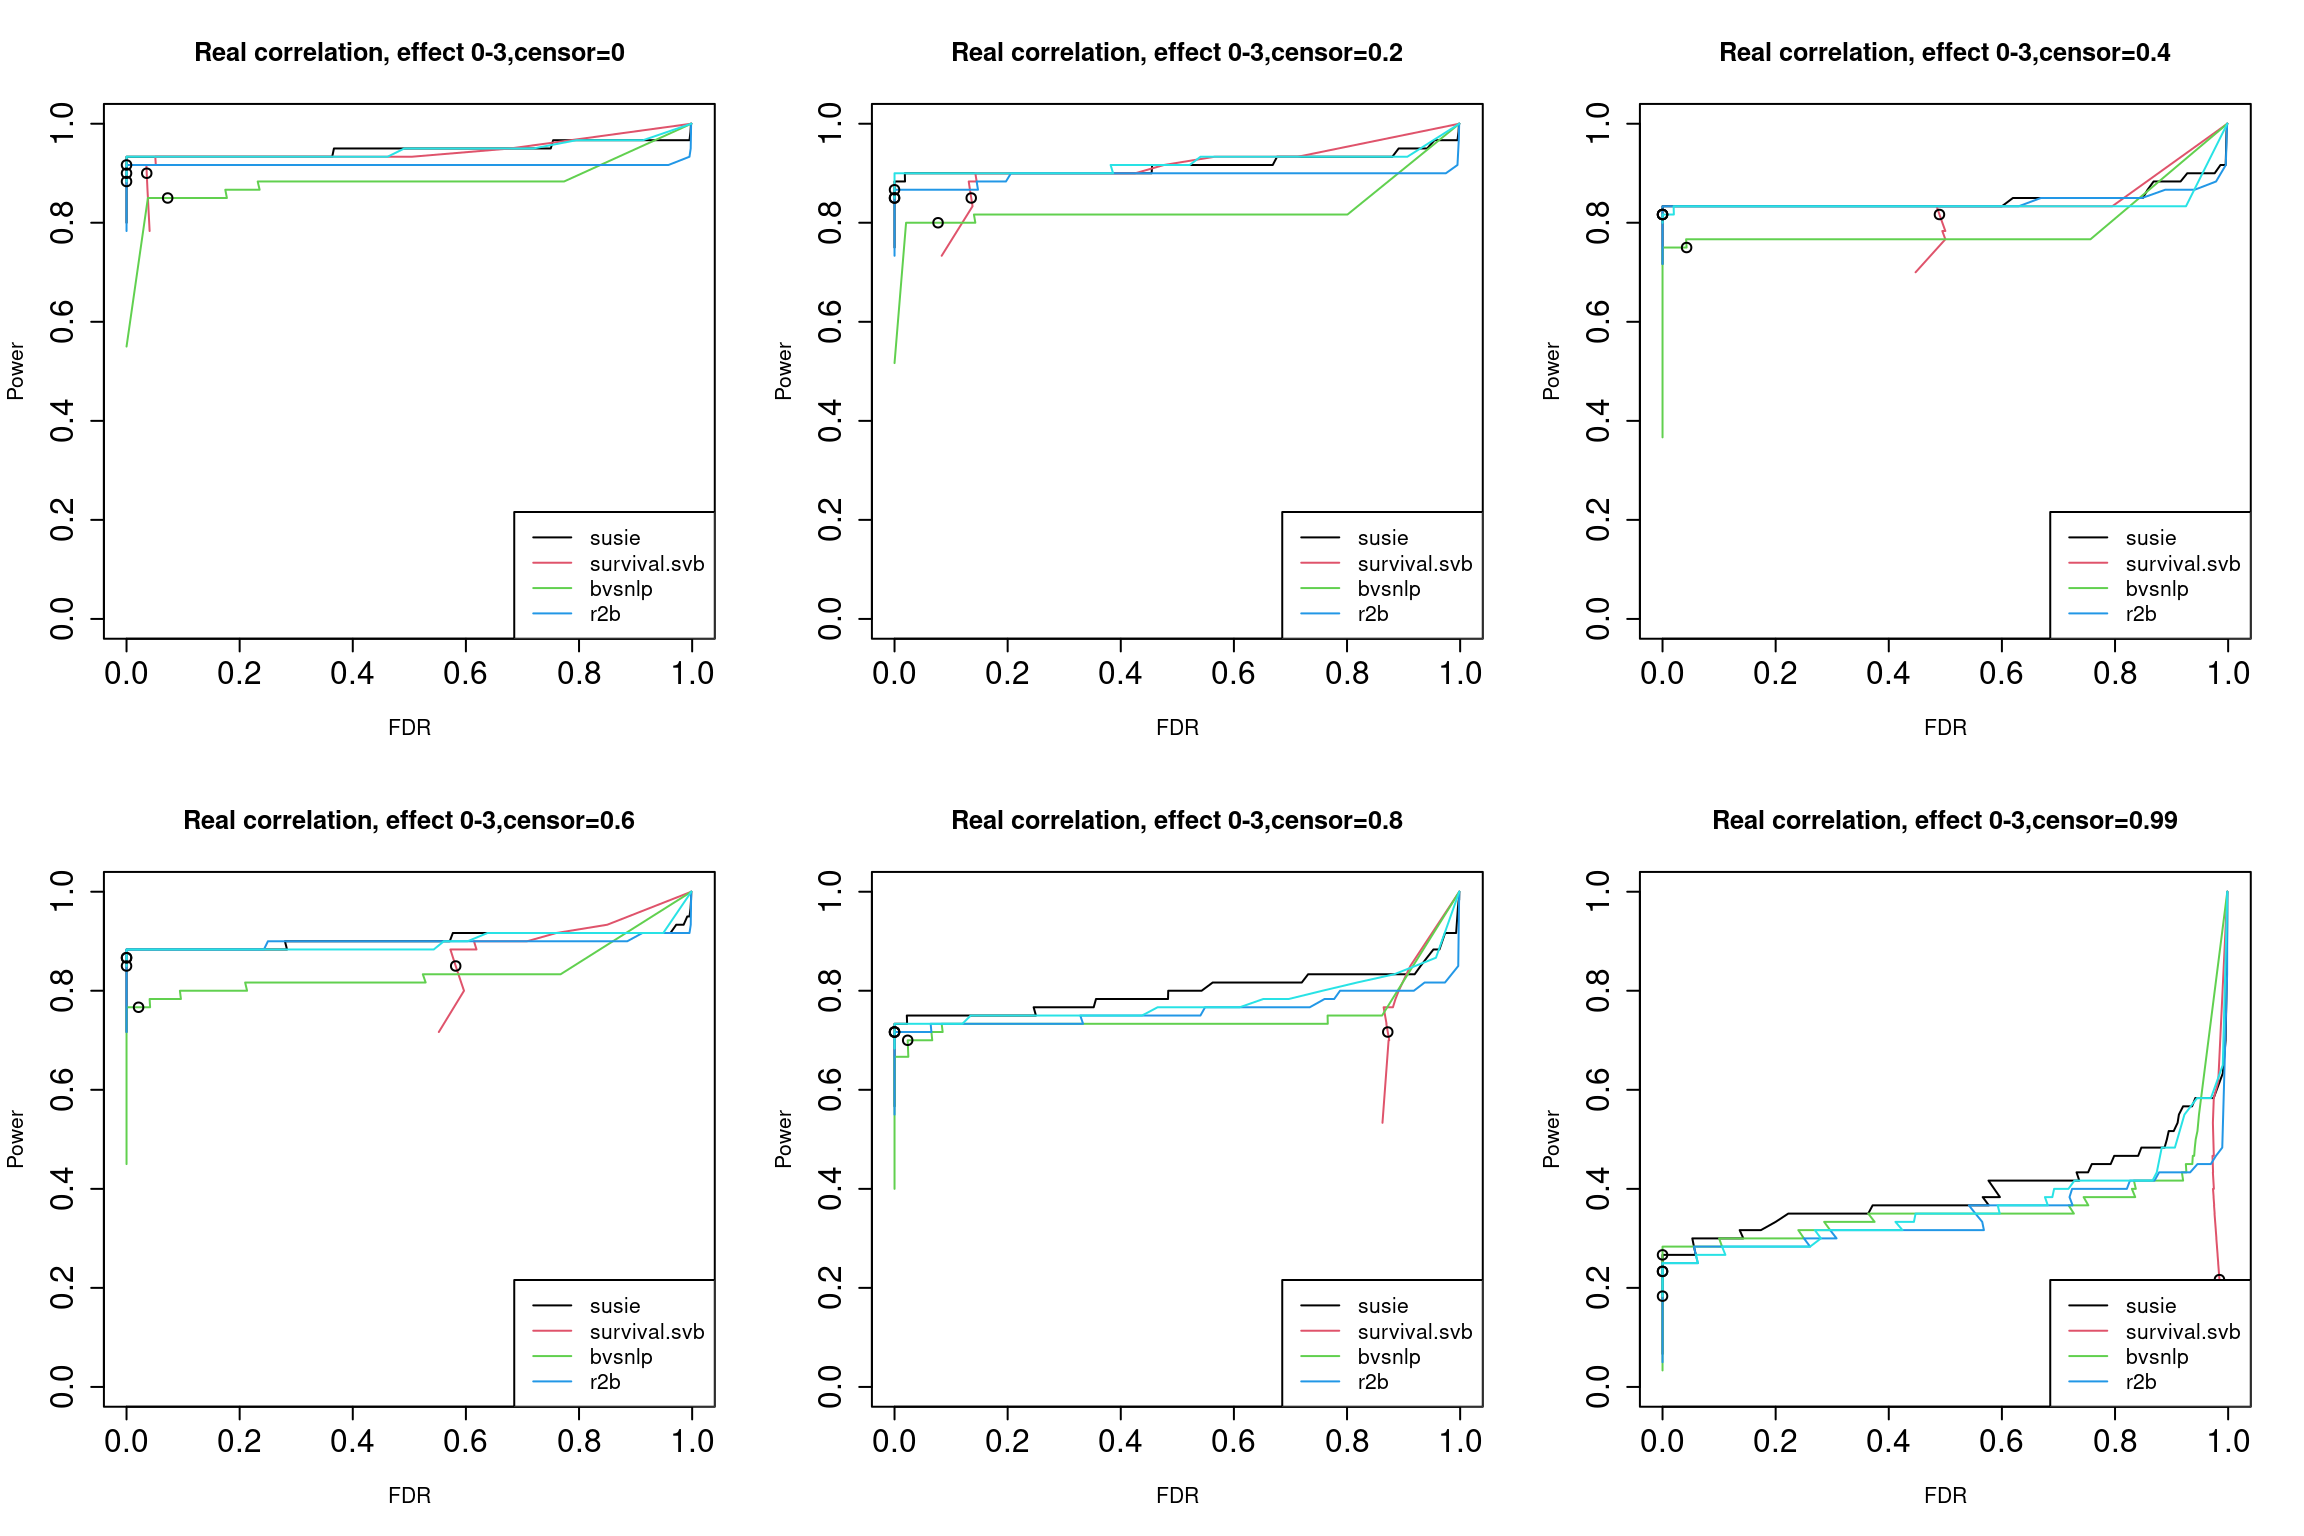 Real correlation, effect 0-3,censor=0
Power
1.0
0.8
0.6
0.4
0.2
0.0
susie
survival.svb
bvsnlp
r2b
0.0 0.2 0.4 0.6 0.8 1.0
FDR
Real correlation, effect 0-3,censor=0.2
Power
1.0
0.8
0.6
0.4
0.2
0.0
susie
survival.svb
bvsnlp
r2b
0.0 0.2 0.4 0.6 0.8 1.0
FDR
Real correlation, effect 0-3,censor=0.4
Power
1.0
0.8
0.6
0.4
0.2
0.0
susie
survival.svb
bvsnlp
r2b
0.0 0.2 0.4 0.6 0.8 1.0
FDR
Real correlation, effect 0-3,censor=0.6
Power
1.0
0.8
0.6
0.4
0.2
0.0
susie
survival.svb
bvsnlp
r2b
0.0 0.2 0.4 0.6 0.8 1.0
FDR
Real correlation, effect 0-3,censor=0.8
Power
1.0
0.8
0.6
0.4
0.2
0.0
susie
survival.svb
bvsnlp
r2b
0.0 0.2 0.4 0.6 0.8 1.0
FDR
Real correlation, effect 0-3,censor=0.99
Power
1.0
0.8
0.6
0.4
0.2
0.0
susie
survival.svb
bvsnlp
r2b
0.0 0.2 0.4 0.6 0.8 1.0
FDR